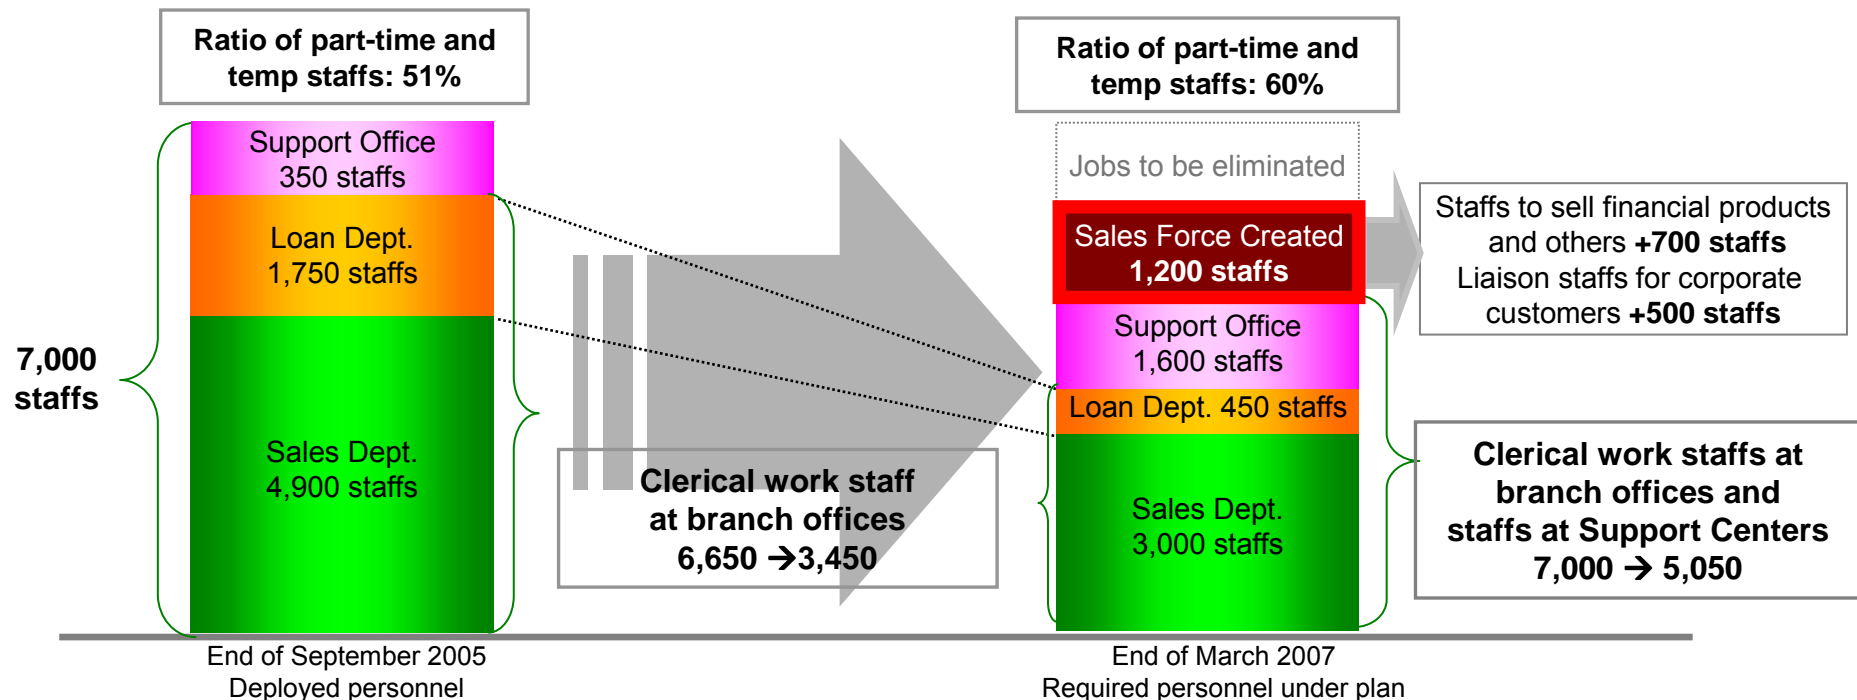 Ratio of part-time and
temp staffs: 51%
Support Office
350 staffs
Loan Dept.
1,750 staffs
7,000
staffs
Sales Dept.
4,900 staffs
End of September 2005
Deployed personnel
Clerical work staff
at branch offices
6,650 →3,450
Ratio of part-time and
temp staffs: 60%
Jobs to be eliminated
Sales Force Created
1,200 staffs
Support Office
1,600 staffs
Loan Dept. 450 staffs
Sales Dept.
3,000 staffs
End of March 2007
Required personnel under plan
Staffs to sell financial products
and others +700 staffs
Liaison staffs for corporate
customers +500 staffs
Clerical work staffs at
branch offices and
staffs at Support Centers
7,000 → 5,050